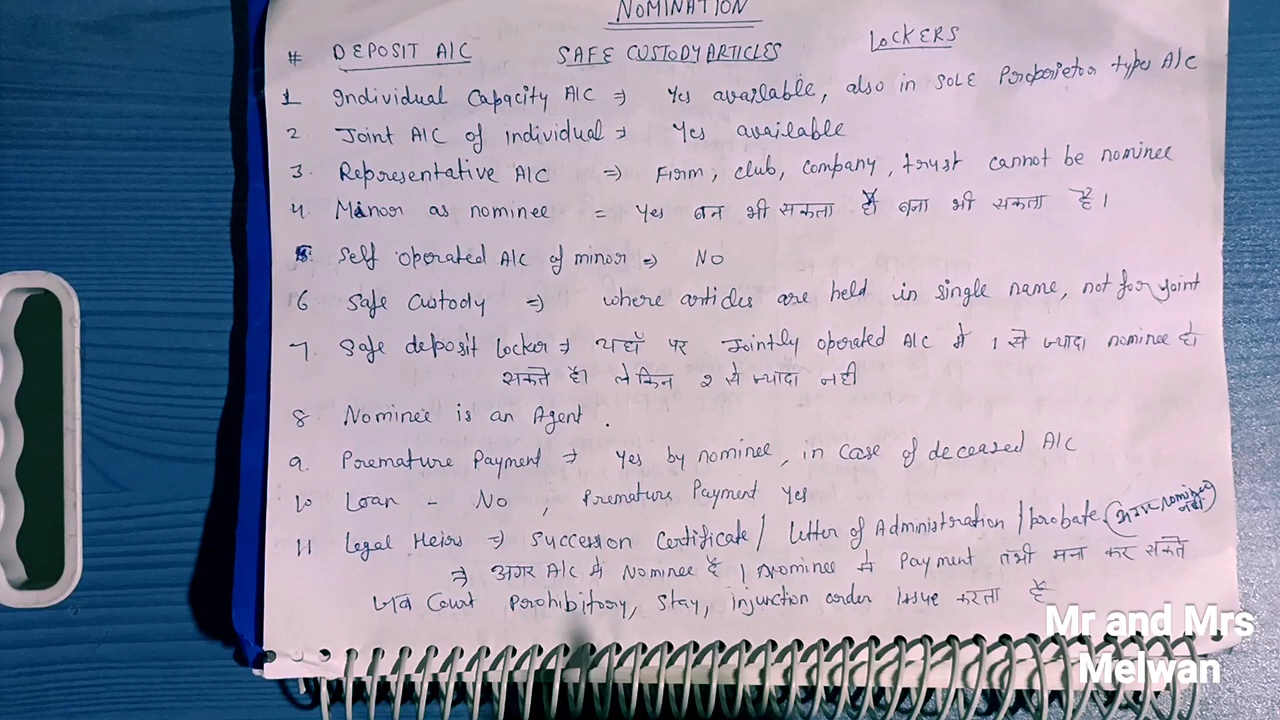 NOMINATION
# DEPOSIT A/C SAFE CUSTODY ARTICLES LOCKERS
1 Individual Capacity A/C ⇒ Yes available, also in SOLE Proprietor types A/C
2 Joint A/C of individual ⇒ Yes available
3. Representative A/C ⇒ Firm, club, company, trust cannot be nominee
4. Minor as nominee = Yes बन भी सकता है बना भी सकता है।
5. Self operated A/C of minor ⇒ No
6 Safe Custody ⇒ where articles are held in single name, not for joint
7 Safe deposit locker ⇒ यहाँ पर Jointly operated A/C मे 1 से ज्यादा nominee हो
सकते है। लेकिन 2 से ज्यादा नही
8 Nominee is an Agent.
9. Premature Payment ⇒ Yes by nominee, in case of deceased A/C
10 Loan - No, Premature Payment Yes
11 Legal Heirs ⇒ Succession Certificate/ Letter of Administration/probate (अगर nominee नही)
⇒ अगर A/C मे Nominee है। Nominee मे Payment तभी मना कर सकते
जब Court Prohibitory, Stay, injunction order issue करता है
Mr and Mrs
Melwan